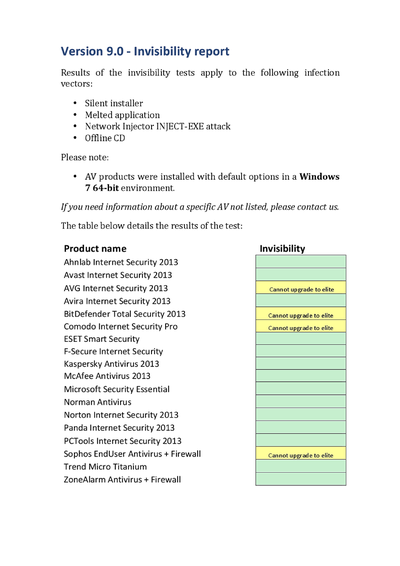 Version 9.0 - Invisibility report
Results of the invisibility tests apply to the following infection
vectors:
• Silent installer
• Melted application
• Network Injector INJECT-EXE attack
• Offline CD
Please note:
• AV products were installed with default options in a Windows
7 64-bit environment.
If you need information about a specific AV not listed, please contact us.
The table below details the results of the test:
Product name Invisibility
Ahnlab Internet Security 2013
Avast Internet Security 2013
AVG Internet Security 2013 Cannot upgrade to elite
Avira Internet Security 2013
BitDefender Total Security 2013 Cannot upgrade to elite
Comodo Internet Security Pro Cannot upgrade to elite
ESET Smart Security
F-Secure Internet Security
Kaspersky Antivirus 2013
McAfee Antivirus 2013
Microsoft Security Essential
Norman Antivirus
Norton Internet Security 2013
Panda Internet Security 2013
PCTools Internet Security 2013
Sophos EndUser Antivirus + Firewall Cannot upgrade to elite
Trend Micro Titanium
ZoneAlarm Antivirus + Firewall